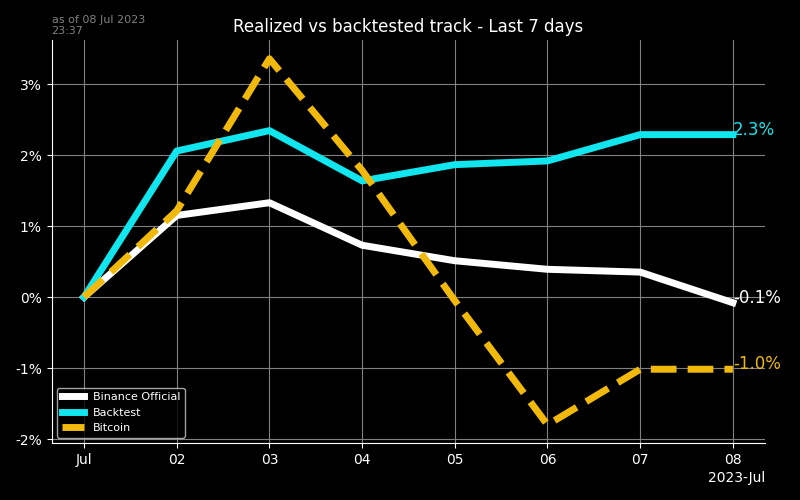 as of 08 Jul 2023
23:37
Realized vs backtested track - Last 7 days
3%
2%
1%
0%
-1%
-2%
2.3%
-0.1%
-1.0%
Binance Official
Backtest
Bitcoin
Jul 02 03 04 05 06 07 08
2023-Jul